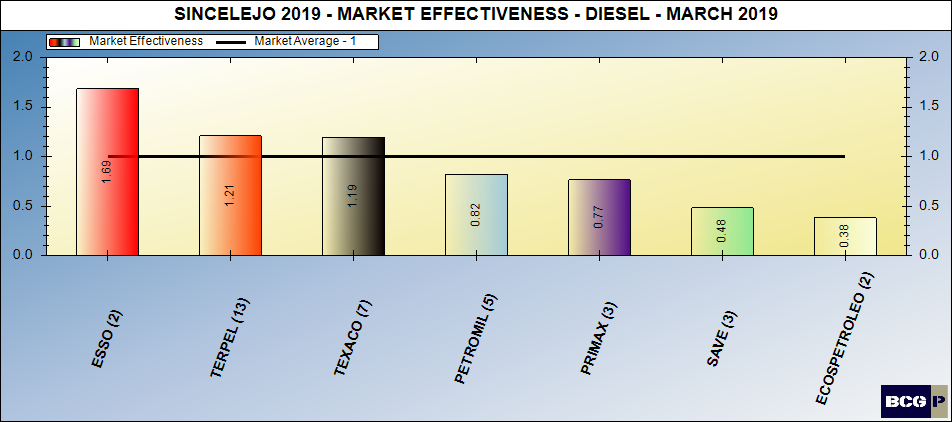 SINCELEJO 2019 - MARKET EFFECTIVENESS - DIESEL - MARCH 2019
Market Effectiveness Market Average - 1
2.0 2.0
1.5 1.5
1.0 1.0
0.5 0.5
0.0 0.0
1.69 1.21 1.19 0.82 0.77 0.48 0.38
ESSO (2)
TERPEL (13)
TEXACO (7)
PETROMIL (5)
PRIMAX (3)
SAVE (3)
ECOSPETROLEO (2)
BCG P